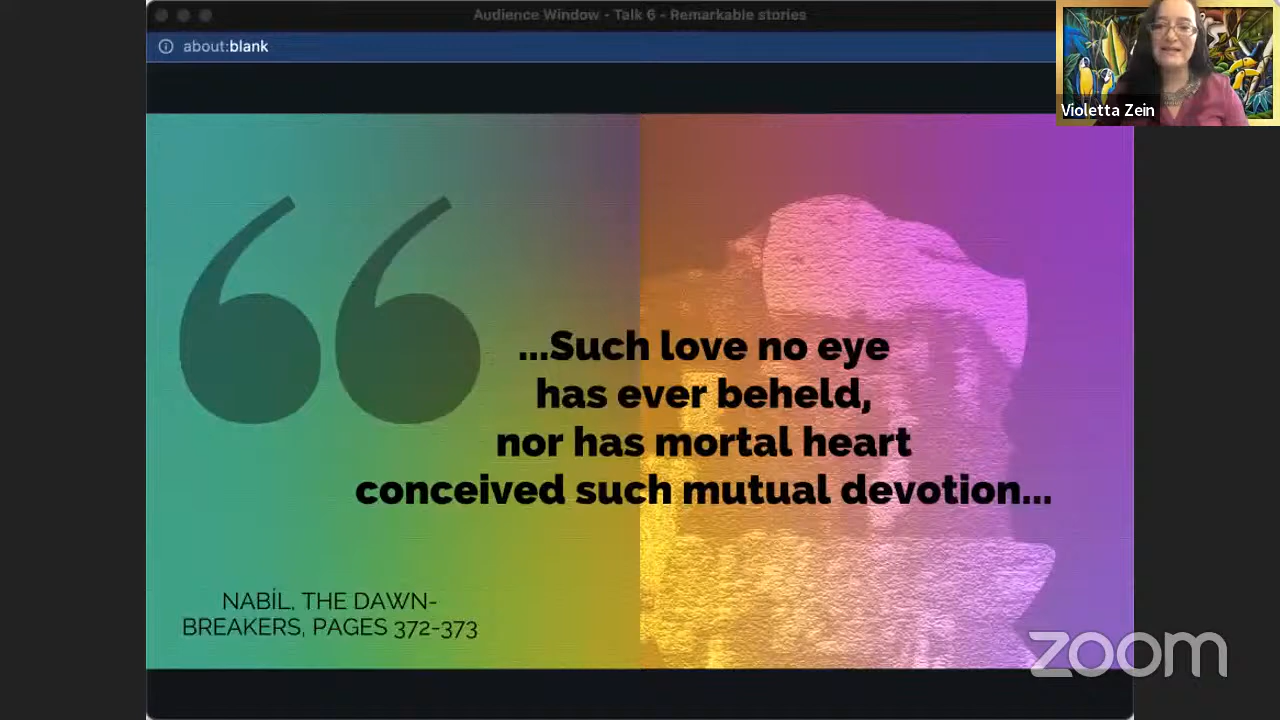 Audience Window - Talk 6 - Remarkable stories
about:blank
Violetta Zein
...Such love no eye
has ever beheld,
nor has mortal heart
conceived such mutual devotion...
NABÍL, THE DAWN-
BREAKERS, PAGES 372-373
zoom